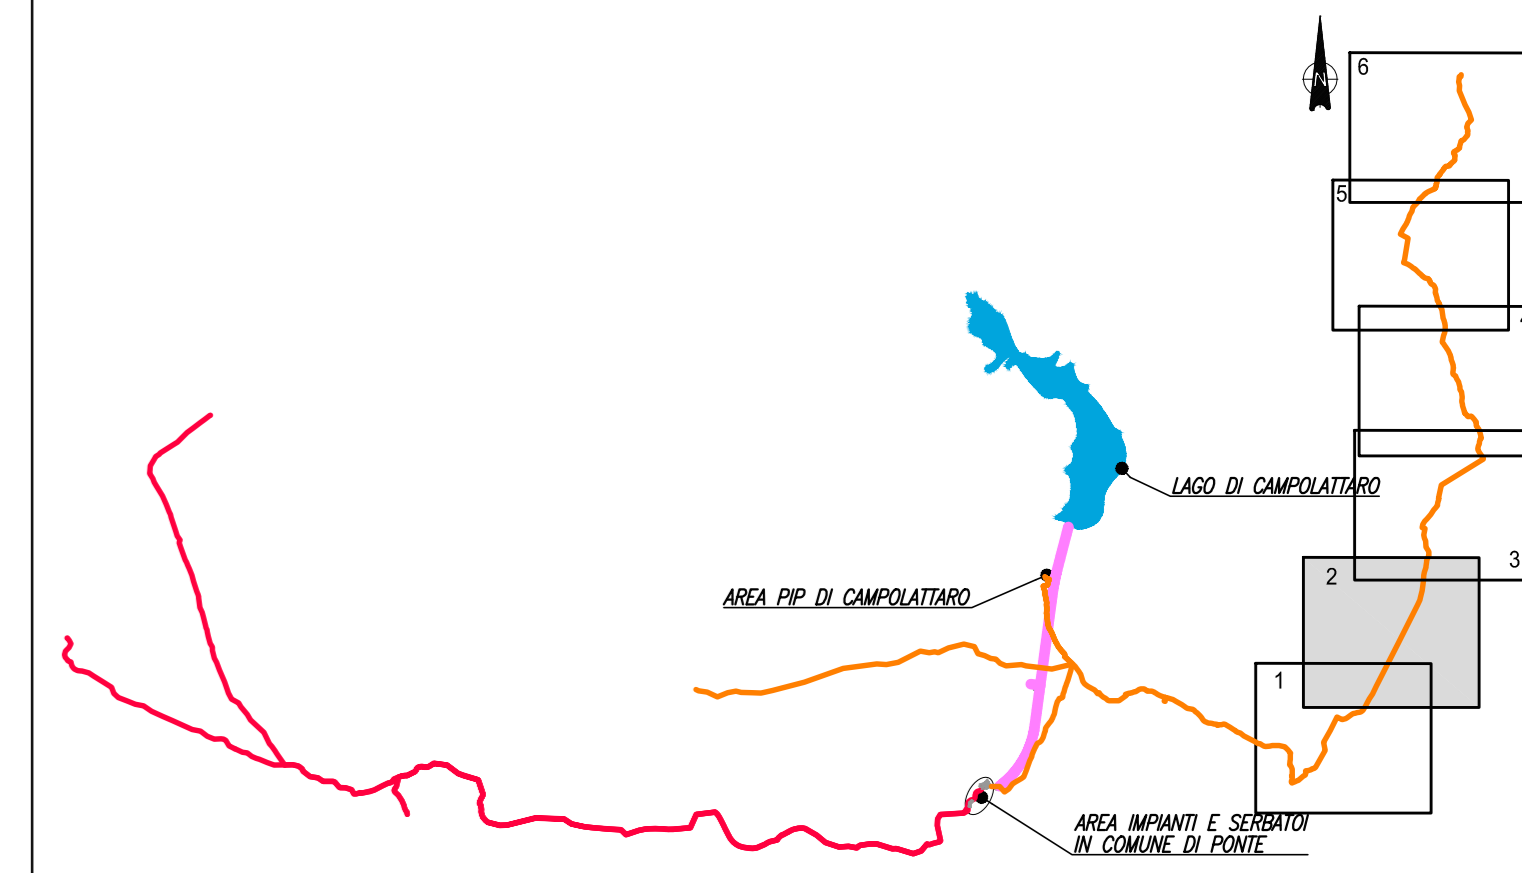 N
6
5
LAGO DI CAMPOLATTARO
3
2
AREA PIP DI CAMPOLATTARO
1
AREA IMPIANTI E SERBATOI
IN COMUNE DI PONTE